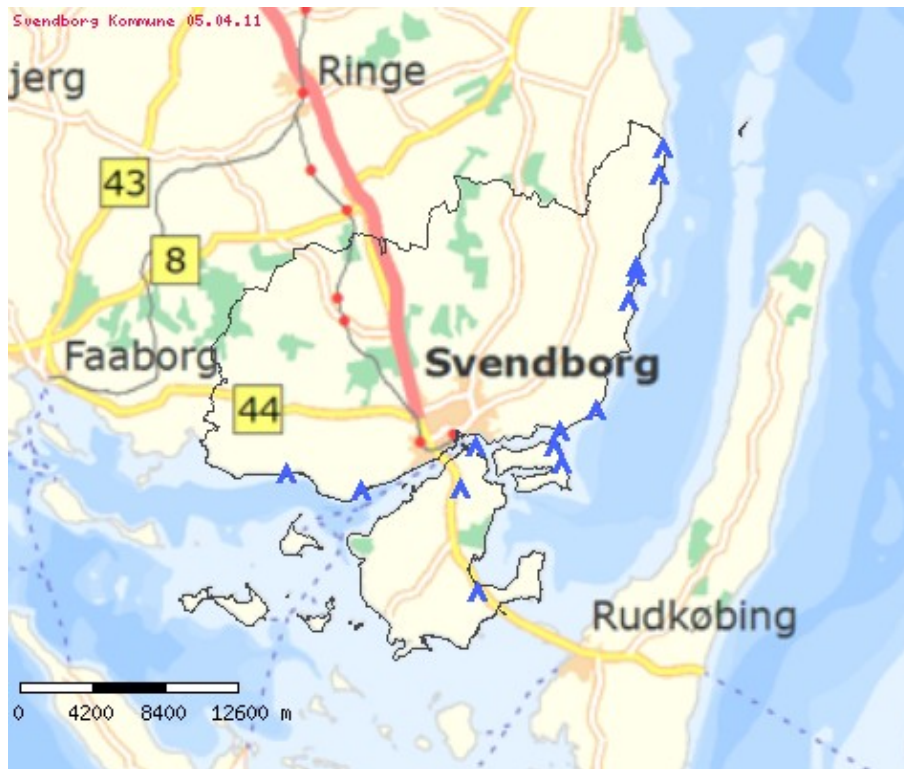 Svendborg Kommune 05.04.11
Ringe
jerg
43
8
Faaborg
Svendborg
44
Rudkøbing
0 4200 8400 12600 m